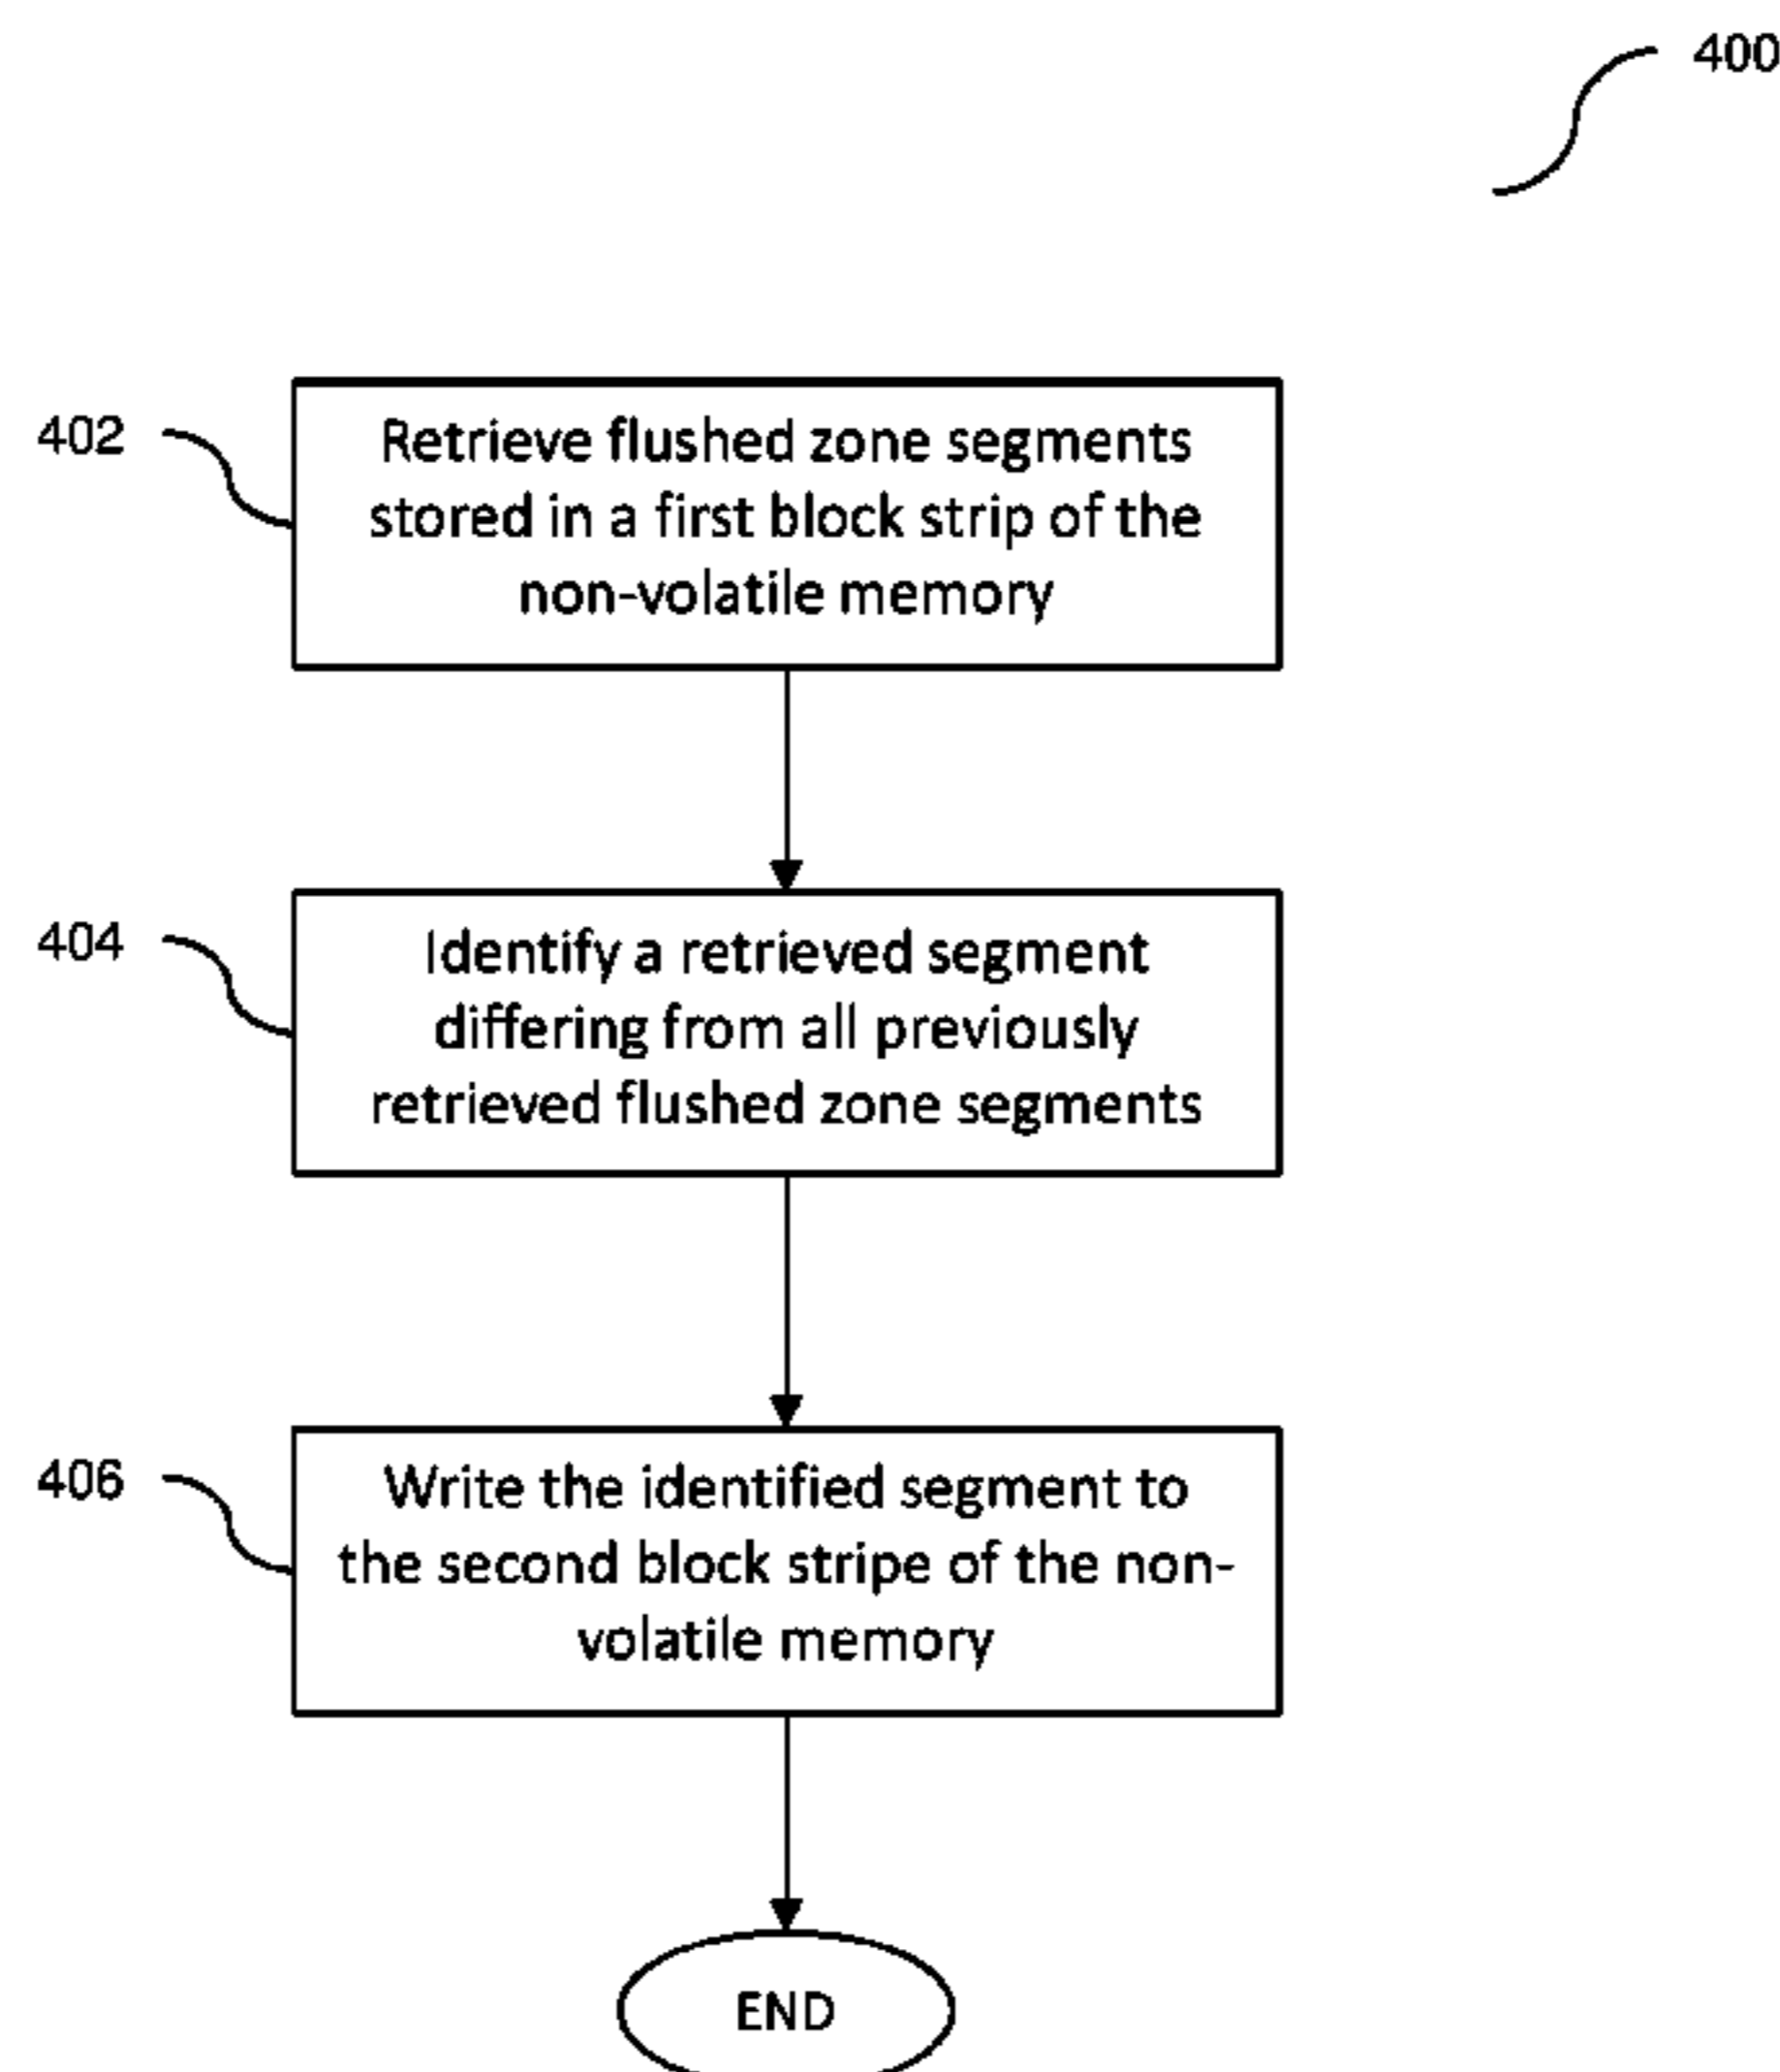 400
402
Retrieve flushed zone segments
stored in a first block strip of the
non-volatile memory
404
Identify a retrieved segment
differing from all previously
retrieved flushed zone segments
406
Write the identified segment to
the second block stripe of the non-
volatile memory
END